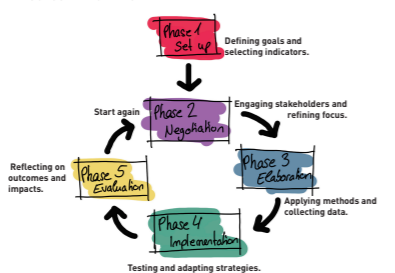 Phase 1
Set up
Defining goals and
selecting indicators.
Start again
Phase 2
Negotiation
Engaging stakeholders and
refining focus.
Phase 3
Elaboration
Applying methods and
collecting data.
Phase 4
Implementation
Testing and adapting strategies.
Phase 5
Evaluation
Reflecting on
outcomes and
impacts.